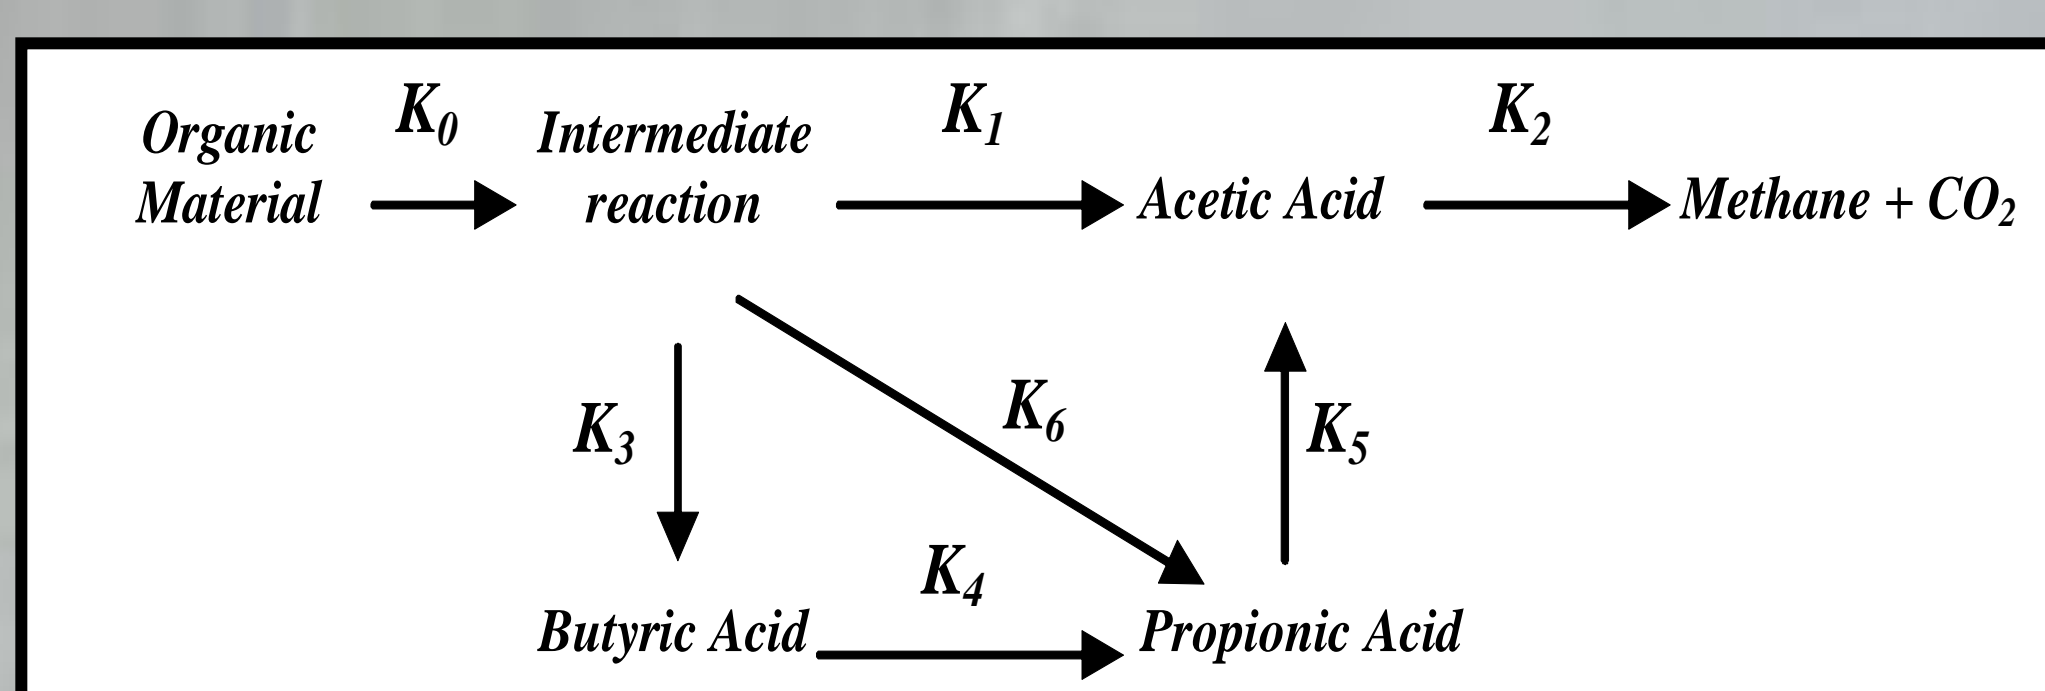 K0
K1
K2
Organic
Material
Intermediate
reaction
Acetic Acid
Methane + CO2
K3
K6
K5
K4
Butyric Acid
Propionic Acid